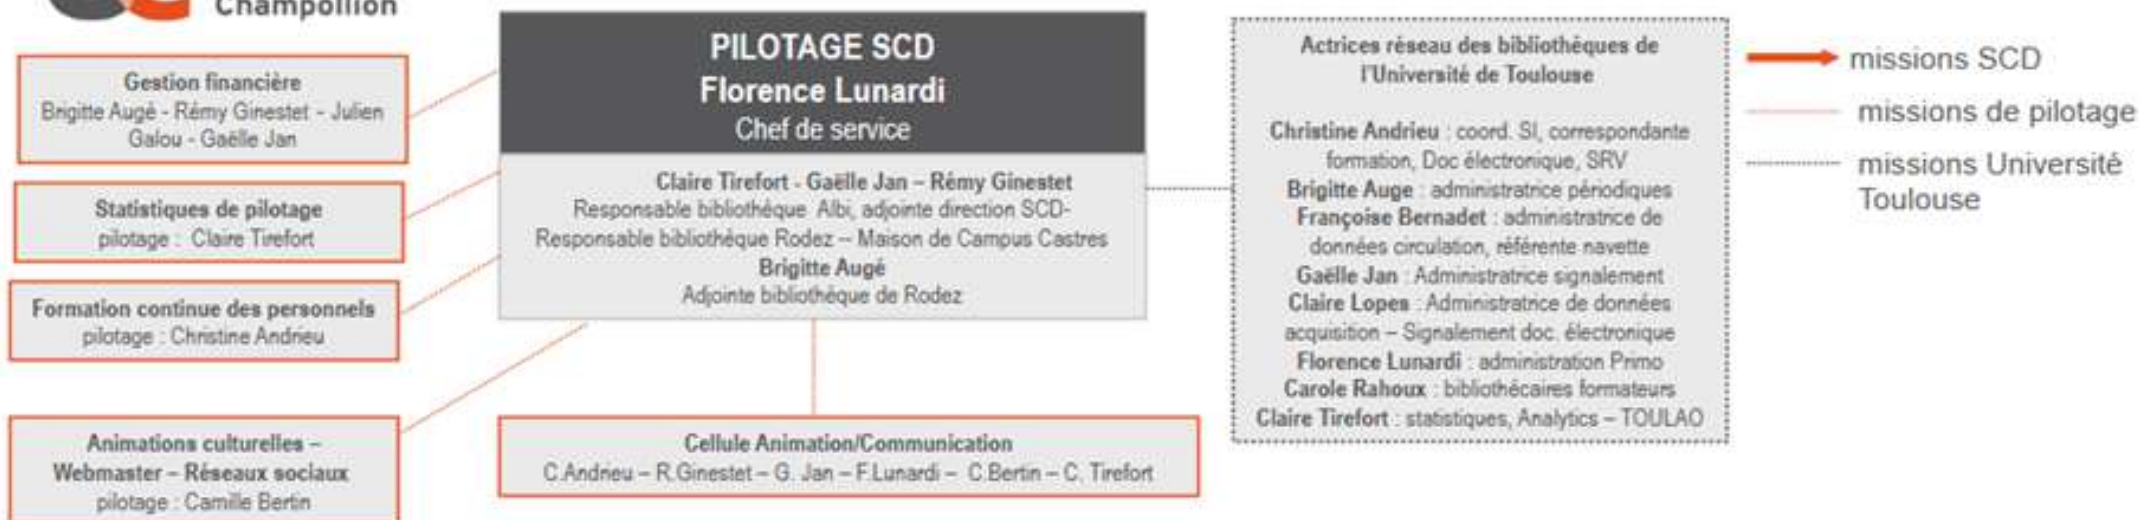 Champollion
Gestion financière
Brigitte Augé - Rémy Ginestet - Julien
Galou - Gaëlle Jan
Statistiques de pilotage
pilotage : Claire Tirefort
Formation continue des personnels
pilotage : Christine Andrieu
Animations culturelles –
Webmaster – Réseaux sociaux
pilotage : Camille Bertin
PILOTAGE SCD
Florence Lunardi
Chef de service
Claire Tirefort - Gaëlle Jan – Rémy Ginestet
Responsable bibliothèque Albi, adjointe direction SCD-
Responsable bibliothèque Rodez – Maison de Campus Castres
Brigitte Augé
Adjointe bibliothèque de Rodez
Cellule Animation/Communication
C.Andrieu – R.Ginestet – G. Jan – F.Lunardi – C.Bertin – C. Tirefort
Actrices réseau des bibliothèques de
l'Université de Toulouse
Christine Andrieu : coord. SI, correspondante
formation, Doc électronique, SRV
Brigitte Auge : administratrice périodiques
Françoise Bernadet : administratrice de
données circulation, référente navette
Gaëlle Jan : Administratrice signalement
Claire Lopes : Administratrice de données
acquisition – Signalement doc. électronique
Florence Lunardi : administration Primo
Carole Rahoux : bibliothécaires formateurs
Claire Tirefort : statistiques, Analytics – TOULAO
missions SCD
missions de pilotage
missions Université
Toulouse